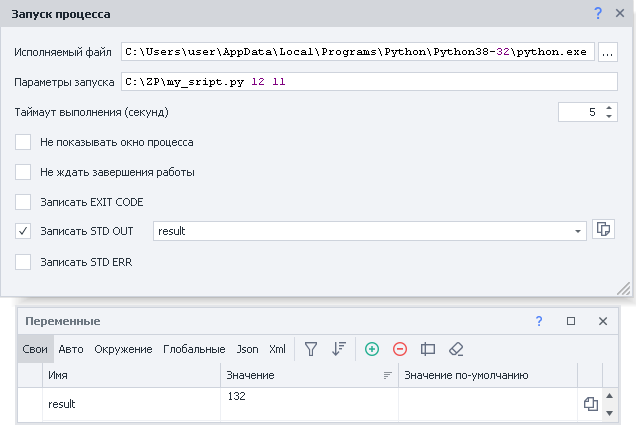 Запуск процесса
Исполняемый файл C:\Users\user\AppData\Local\Programs\Python\Python38-32\python.exe ...
Параметры запуска C:\ZP\my_sript.py 12 11
Таймаут выполнения (секунд) 5
Не показывать окно процесса
Не ждать завершения работы
Записать EXIT CODE
Записать STD OUT result
Записать STD ERR
Переменные
Свои Авто Окружение Глобальные Json Xml
Имя Значение Значение по-умолчанию
result 132